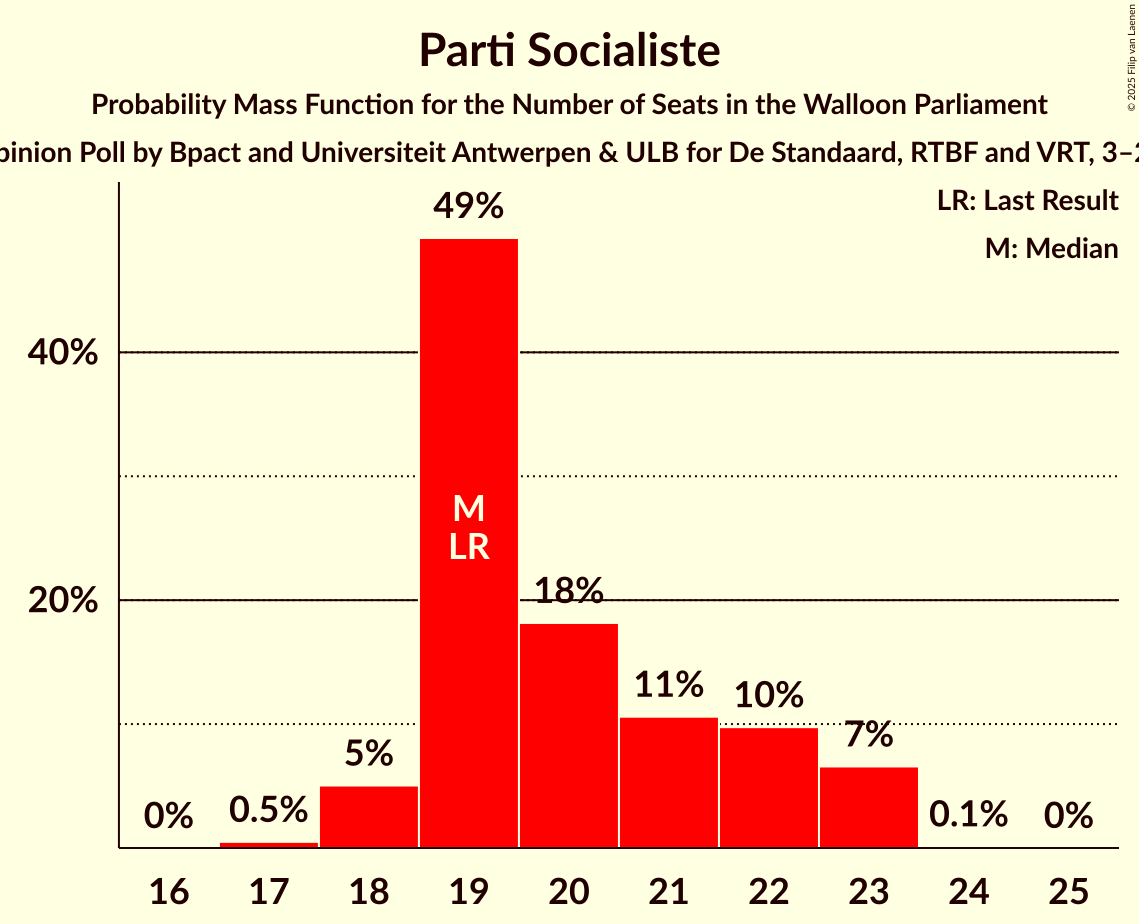 Parti Socialiste
Probability Mass Function for the Number of Seats in the Walloon Parliament
Opinion Poll by Bpact and Universiteit Antwerpen & ULB for De Standaard, RTBF and VRT, 3–
© 2025 Filip van Laenen
LR: Last Result
M: Median
40%
20%
0%
0.5%
5%
49%
M
LR
18%
11%
10%
7%
0.1%
0%
16 17 18 19 20 21 22 23 24 25